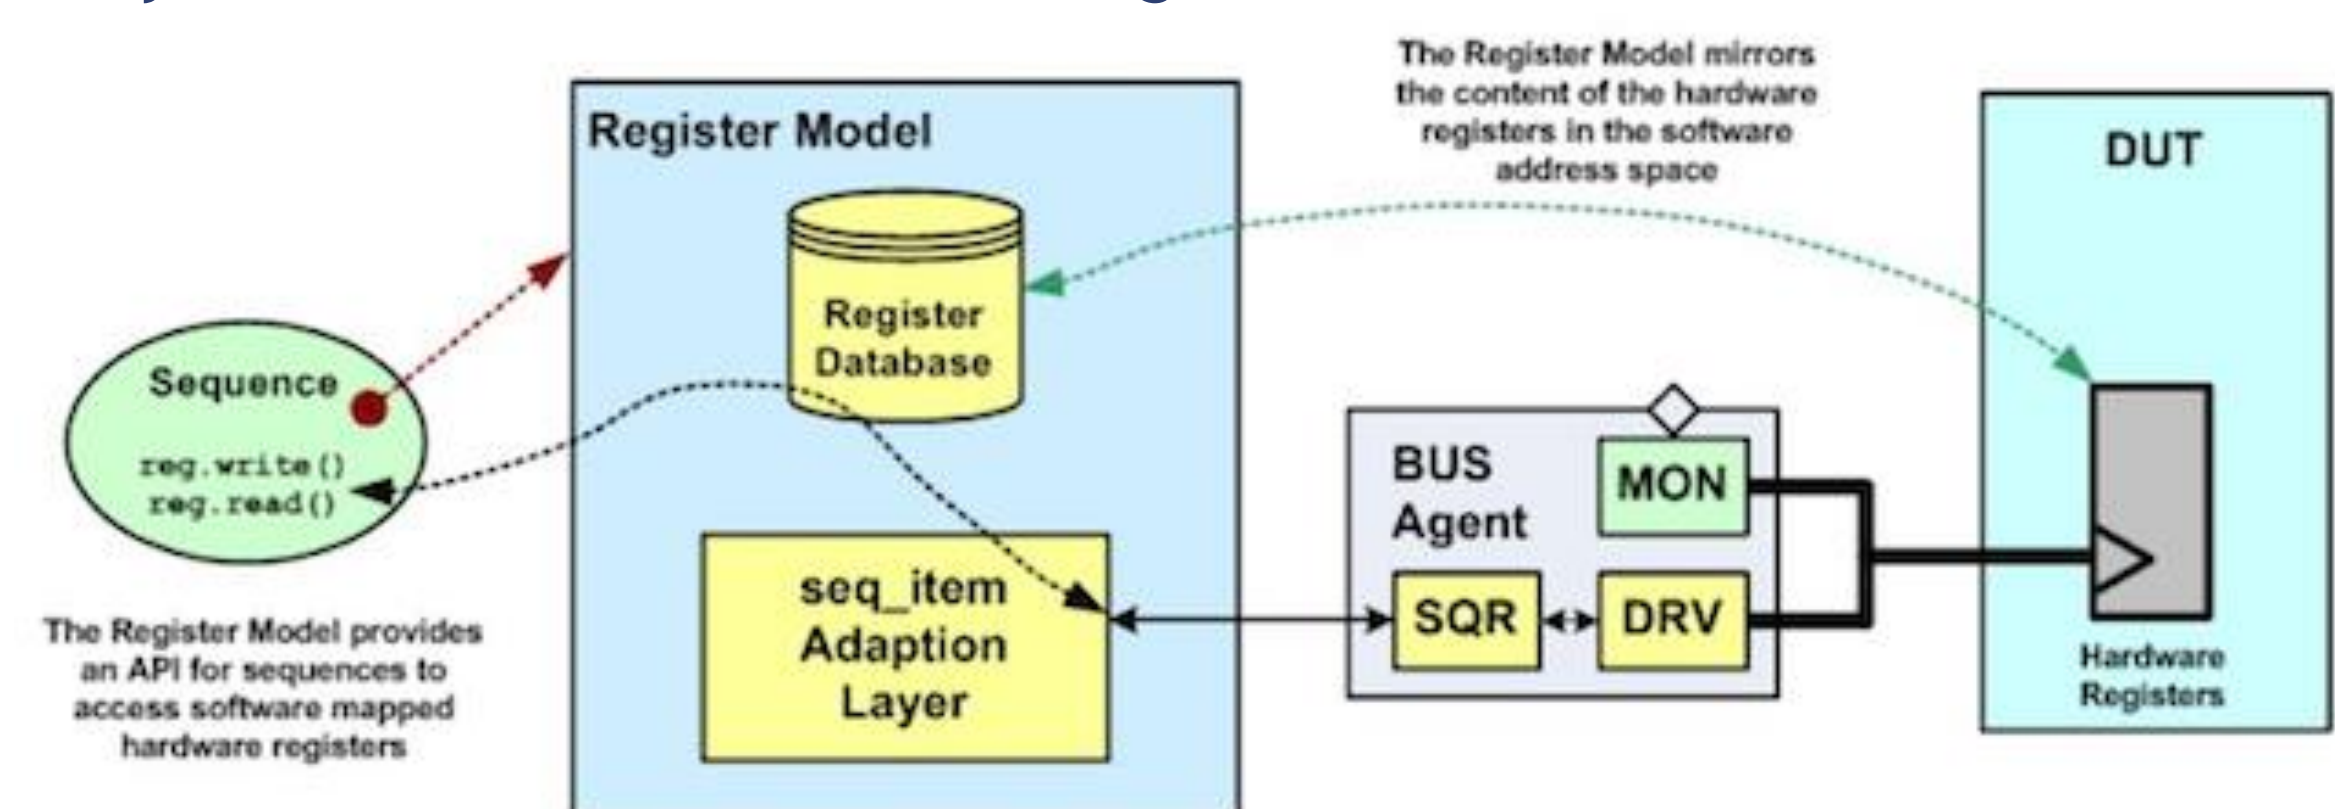 The Register Model mirrors
the content of the hardware
registers in the software
address space
Register Model
DUT
Register
Database
Sequence
reg.write()
reg.read()
BUS
Agent
MON
SQR
DRV
seq_item
Adaption
Layer
Hardware
Registers
The Register Model provides
an API for sequences to
access software mapped
hardware registers